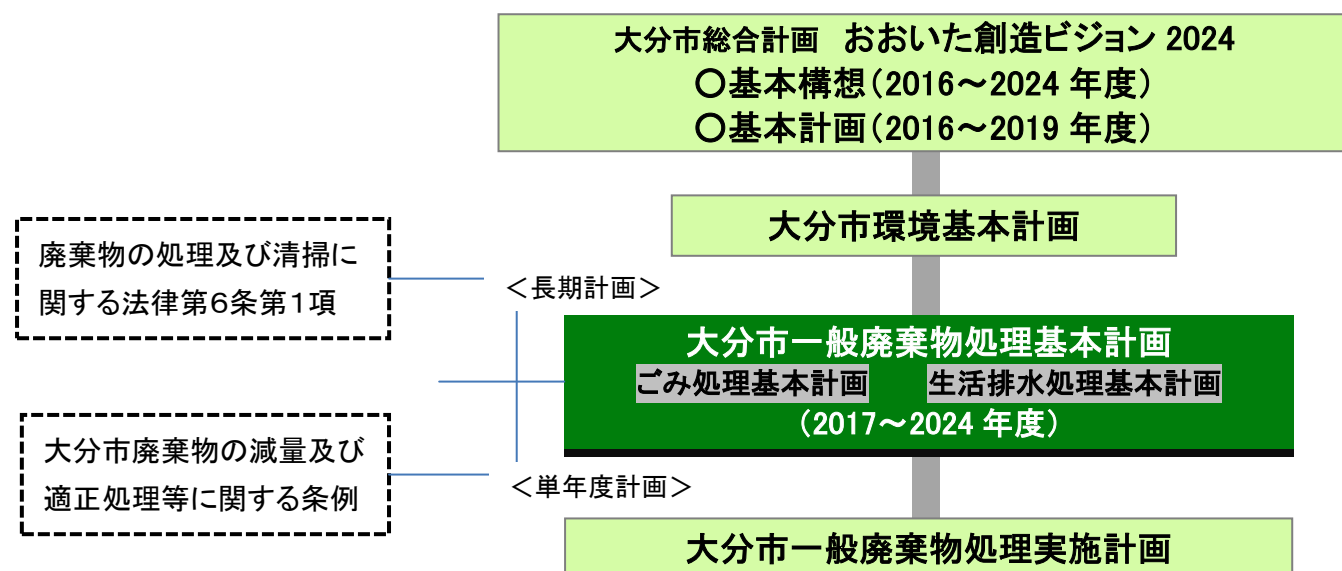 大分市総合計画　おおいた創造ビジョン 2024
〇基本構想（2016～2024 年度）
〇基本計画（2016～2019 年度）
大分市環境基本計画
廃棄物の処理及び清掃に
関する法律第６条第１項
＜長期計画＞
大分市一般廃棄物処理基本計画
ごみ処理基本計画　生活排水処理基本計画
（2017～2024 年度）
大分市廃棄物の減量及び
適正処理等に関する条例
＜単年度計画＞
大分市一般廃棄物処理実施計画